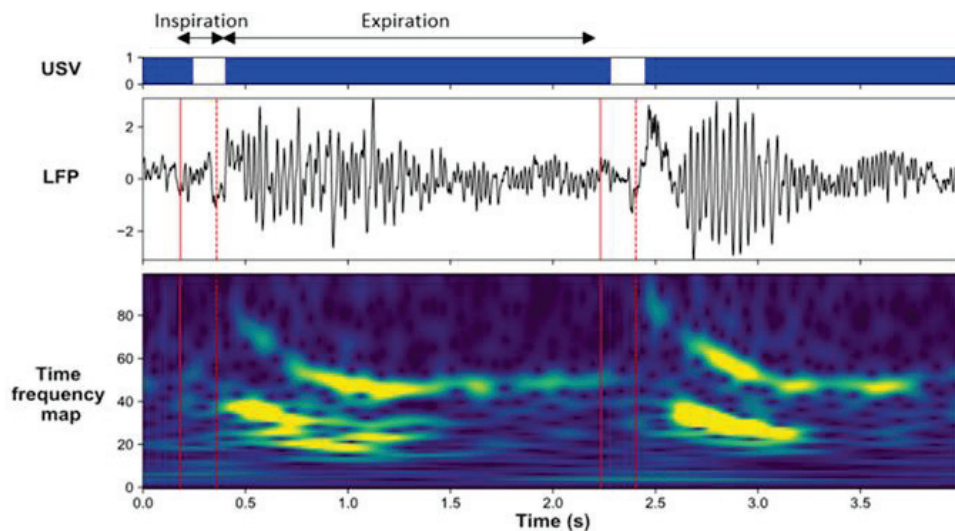 Inspiration Expiration
USV
1
0
LFP
2
0
−2
Time
frequency
map
80
60
40
20
0
0.0 0.5 1.0 1.5 2.0 2.5 3.0 3.5
Time (s)